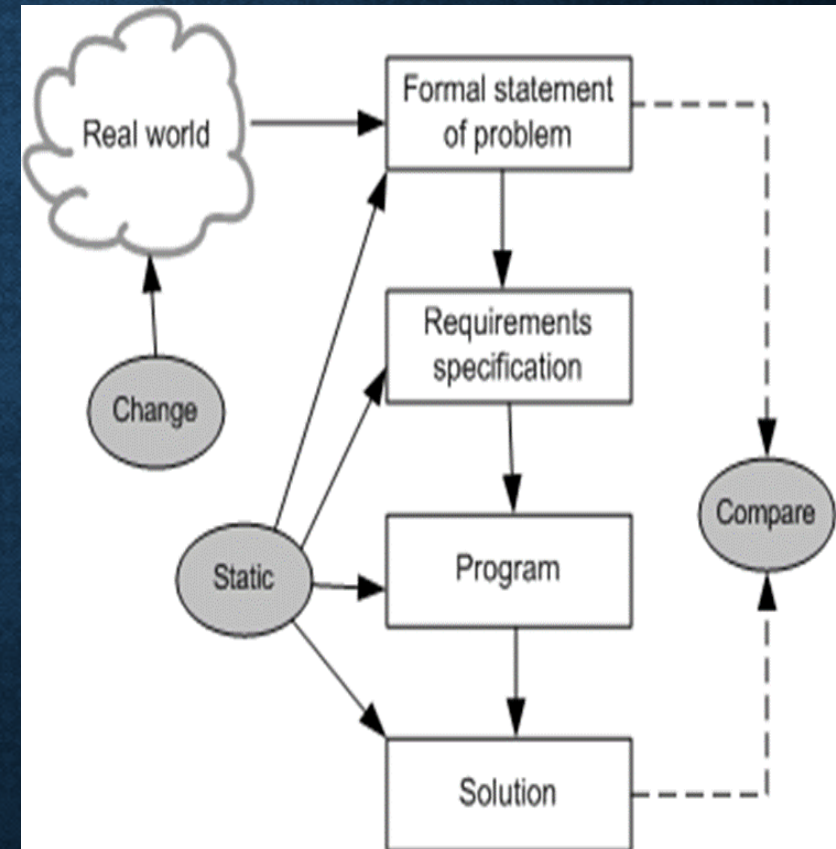 Real world
Formal statement
of problem
Requirements
specification
Change
Compare
Static
Program
Solution